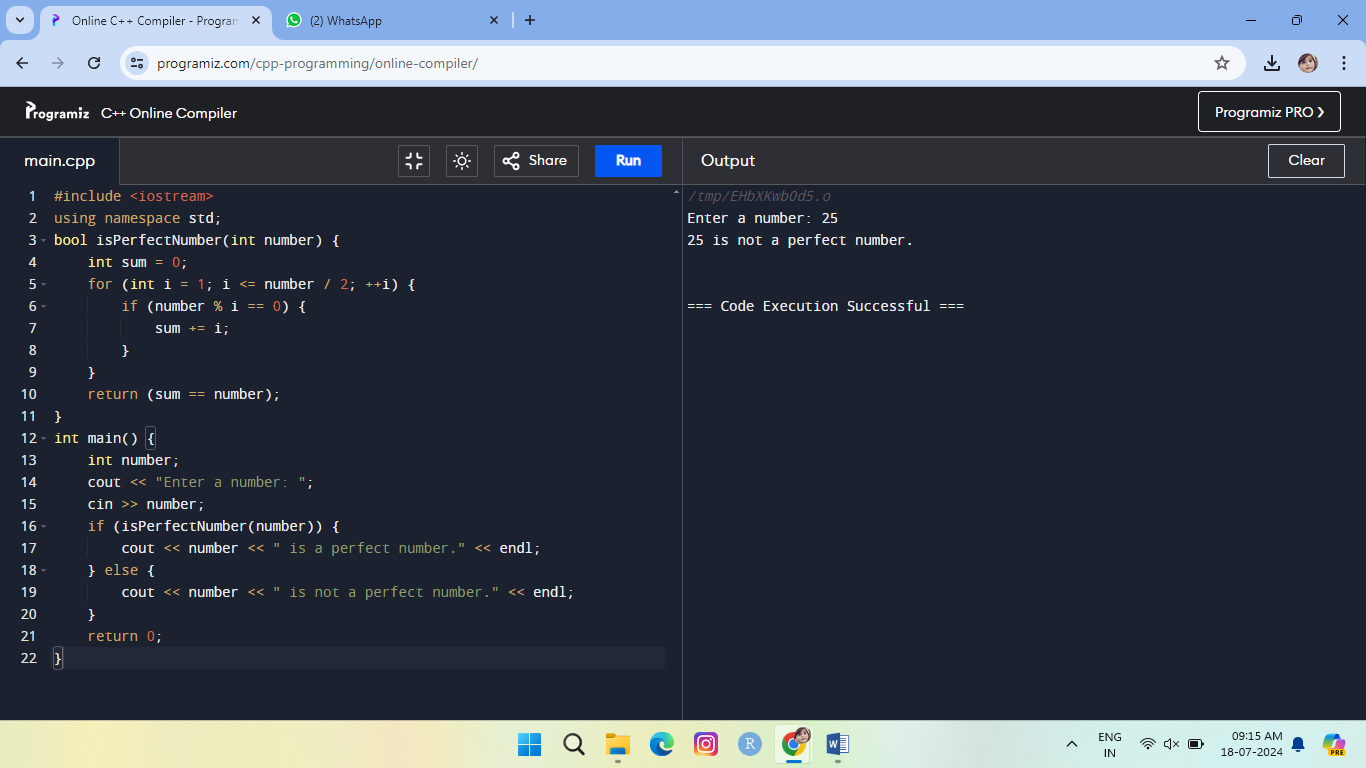 Online C++ Compiler - Program
(2) WhatsApp
programiz.com/cpp-programming/online-compiler/
Programiz C++ Online Compiler
Programiz PRO ❯
main.cpp
Share
Run
Output
Clear
1 #include <iostream>
2 using namespace std;
3 bool isPerfectNumber(int number) {
4     int sum = 0;
5     for (int i = 1; i <= number / 2; ++i) {
6         if (number % i == 0) {
7             sum += i;
8         }
9     }
10     return (sum == number);
11 }
12 int main() {
13     int number;
14     cout << "Enter a number: ";
15     cin >> number;
16     if (isPerfectNumber(number)) {
17         cout << number << " is a perfect number." << endl;
18     } else {
19         cout << number << " is not a perfect number." << endl;
20     }
21     return 0;
22 }
/tmp/EHbXKwbOd5.o
Enter a number: 25
25 is not a perfect number.
=== Code Execution Successful ===
R
W
ENG
IN
09:15 AM
18-07-2024
PRE